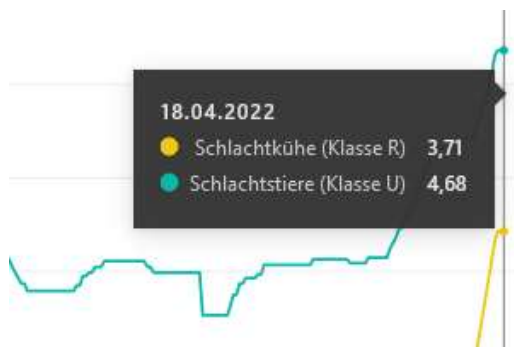 18.04.2022
Schlachtkühe (Klasse R) 3,71
Schlachtstiere (Klasse U) 4,68